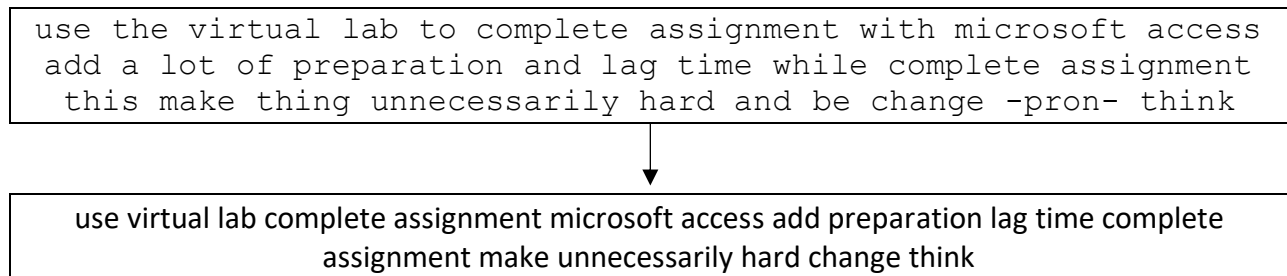 use the virtual lab to complete assignment with microsoft access
add a lot of preparation and lag time while complete assignment
this make thing unnecessarily hard and be change -pron- think
use virtual lab complete assignment microsoft access add preparation lag time complete
assignment make unnecessarily hard change think